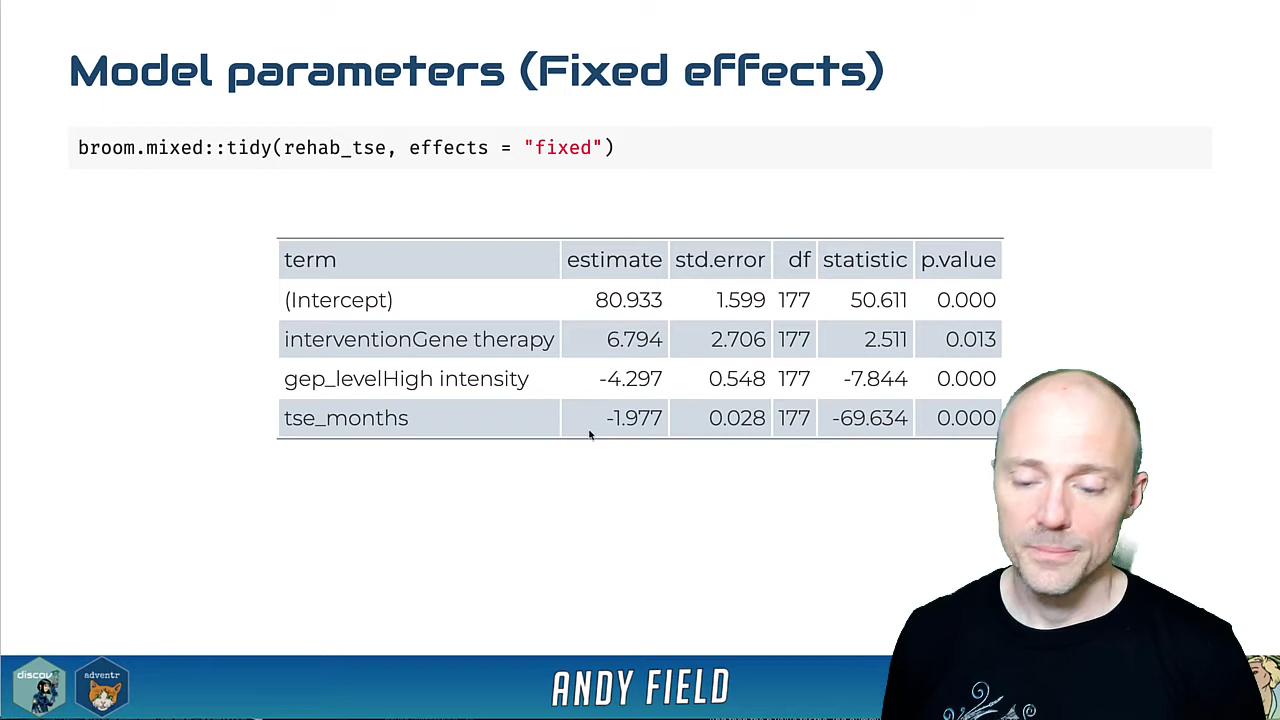 Model parameters (Fixed effects)
broom.mixed::tidy(rehab_tse, effects = "fixed")
term estimate std.error df statistic p.value
(Intercept) 80.933 1.599 177 50.611 0.000
interventionGene therapy 6.794 2.706 177 2.511 0.013
gep_levelHigh intensity -4.297 0.548 177 -7.844 0.000
tse_months -1.977 0.028 177 -69.634 0.000
discovr adventr ANDY FIELD